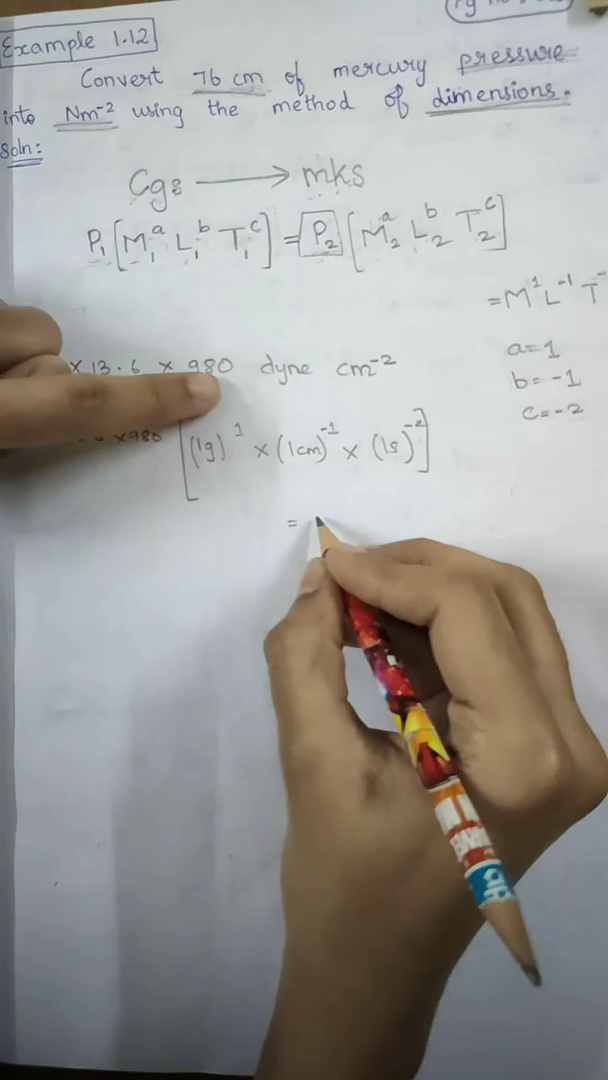 Example 1.12
Convert 76 cm of mercury pressure
into Nm⁻² using the method of dimensions.
Soln:
Cgs → mks
P₁[M₁ᵃ L₁ᵇ T₁ᶜ] = P₂ [M₂ᵃ L₂ᵇ T₂ᶜ]
= M¹ L⁻¹ T⁻
a=1
× 13.6 × 980 dyne cm⁻²
b= -1
c= -2
×980 [(1g)¹ × (1cm)⁻¹ × (1s)⁻²]
=